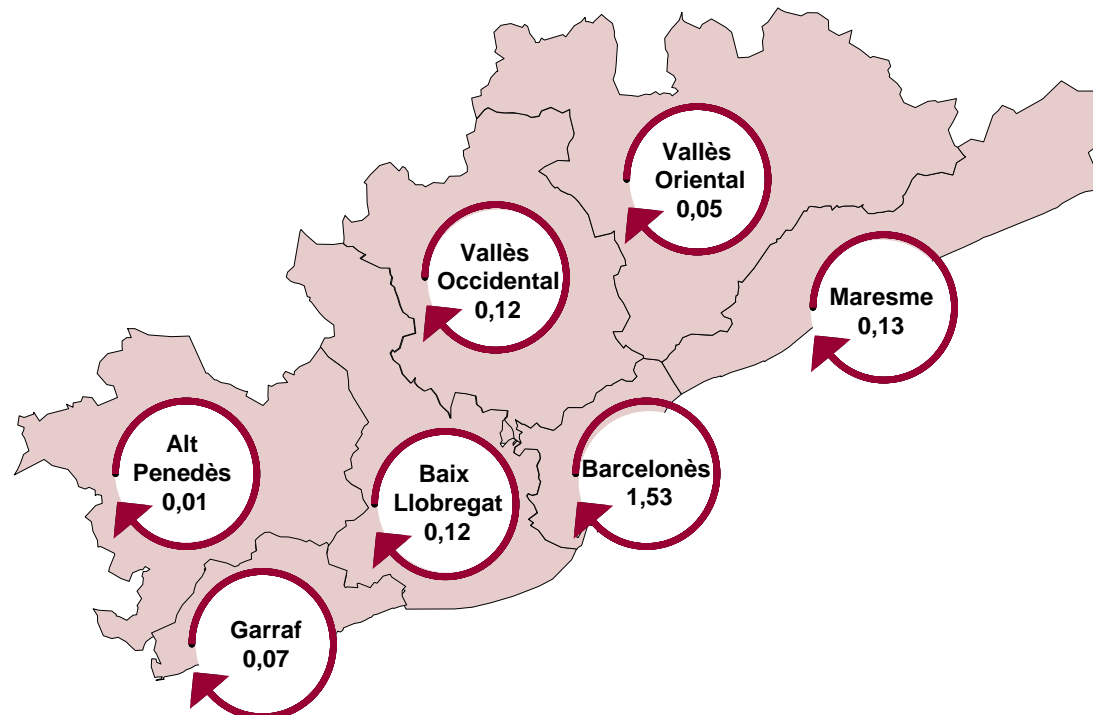 Vallès
Oriental
0,05
Vallès
Occidental
0,12
Maresme
0,13
Alt
Penedès
0,01
Baix
Llobregat
0,12
Barcelonès
1,53
Garraf
0,07